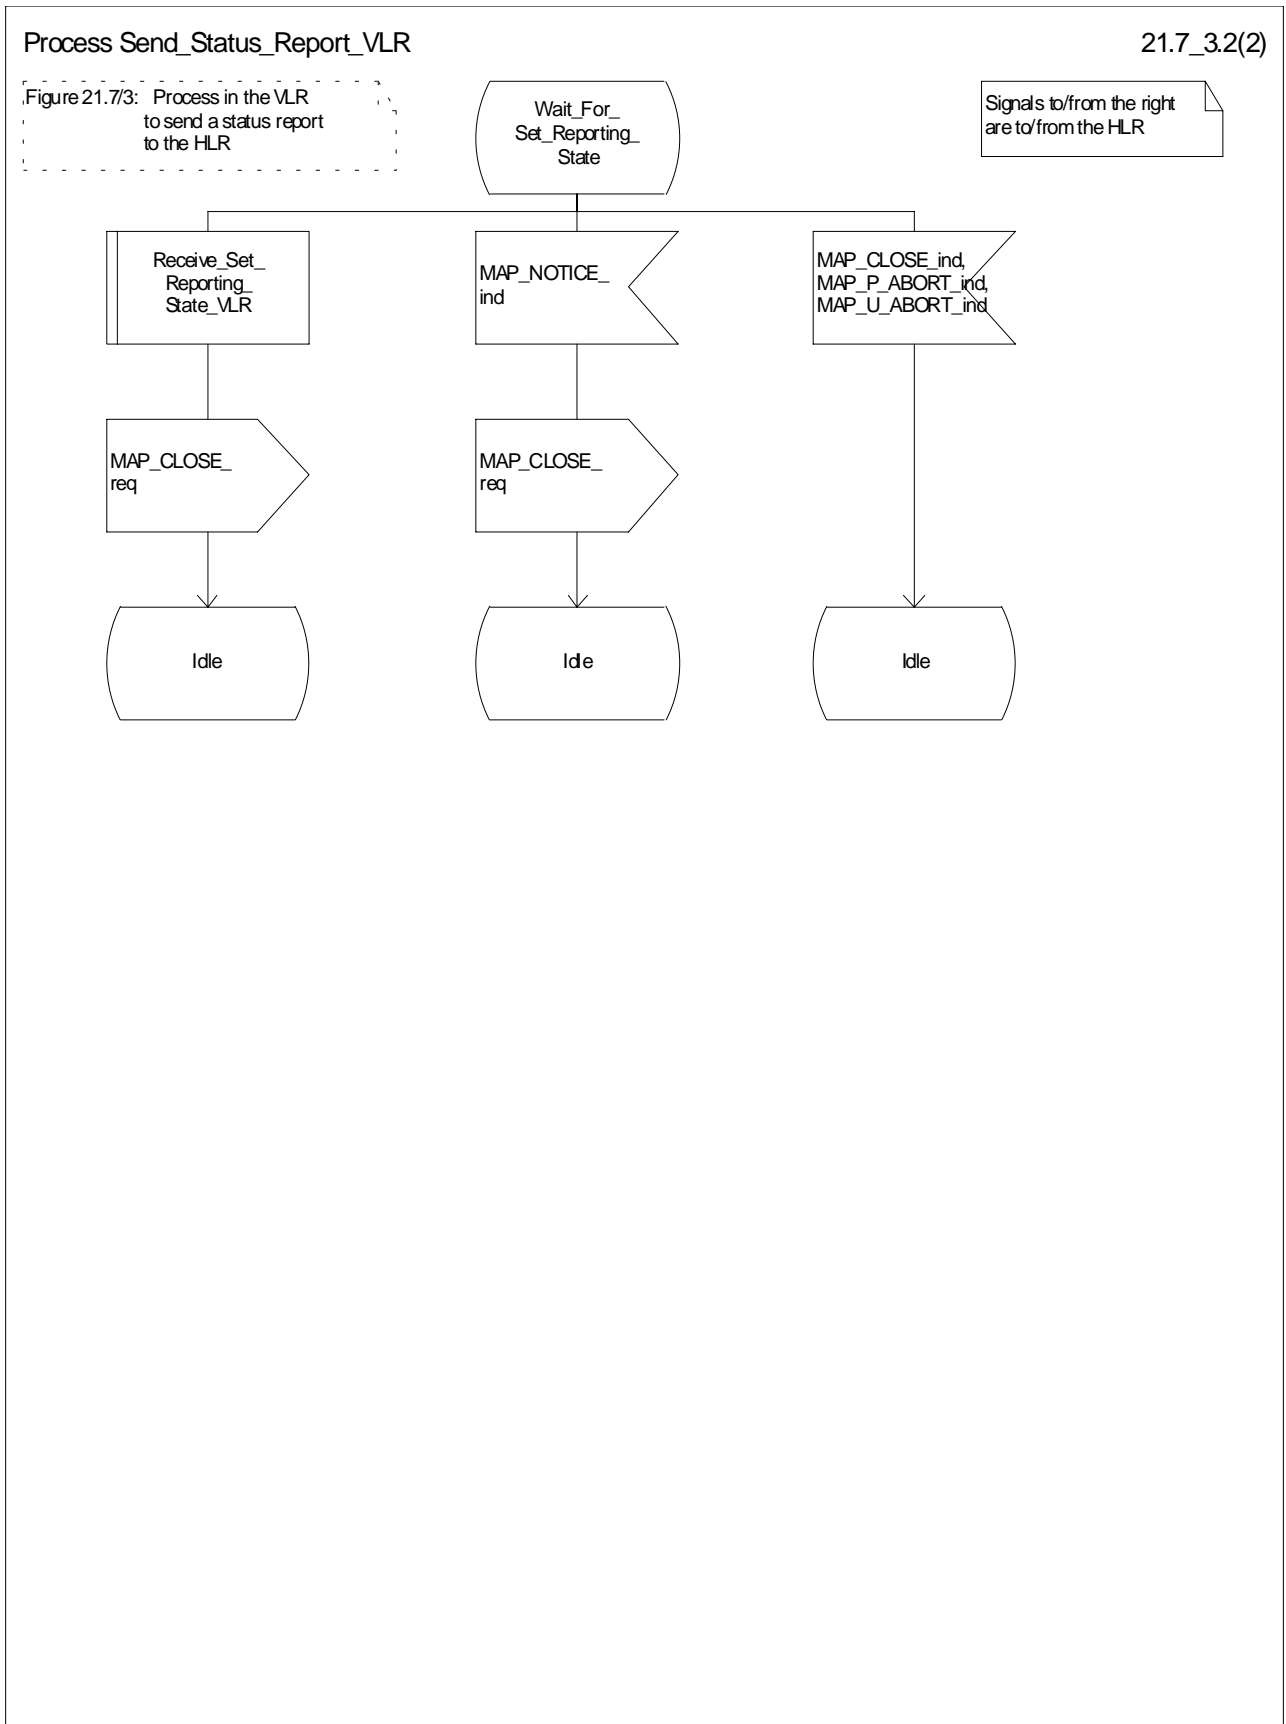 Process Send_Status_Report_VLR
21.7_3.2(2)
Figure 21.7/3: Process in the VLR
to send a status report
to the HLR
Wait_For_
Set_Reporting_
State
Signals to/from the right
are to/from the HLR
Receive_Set_
Reporting_
State_VLR
MAP_NOTICE_
ind
MAP_CLOSE_ind,
MAP_P_ABORT_ind,
MAP_U_ABORT_ind
MAP_CLOSE_
req
MAP_CLOSE_
req
Idle
Idle
Idle